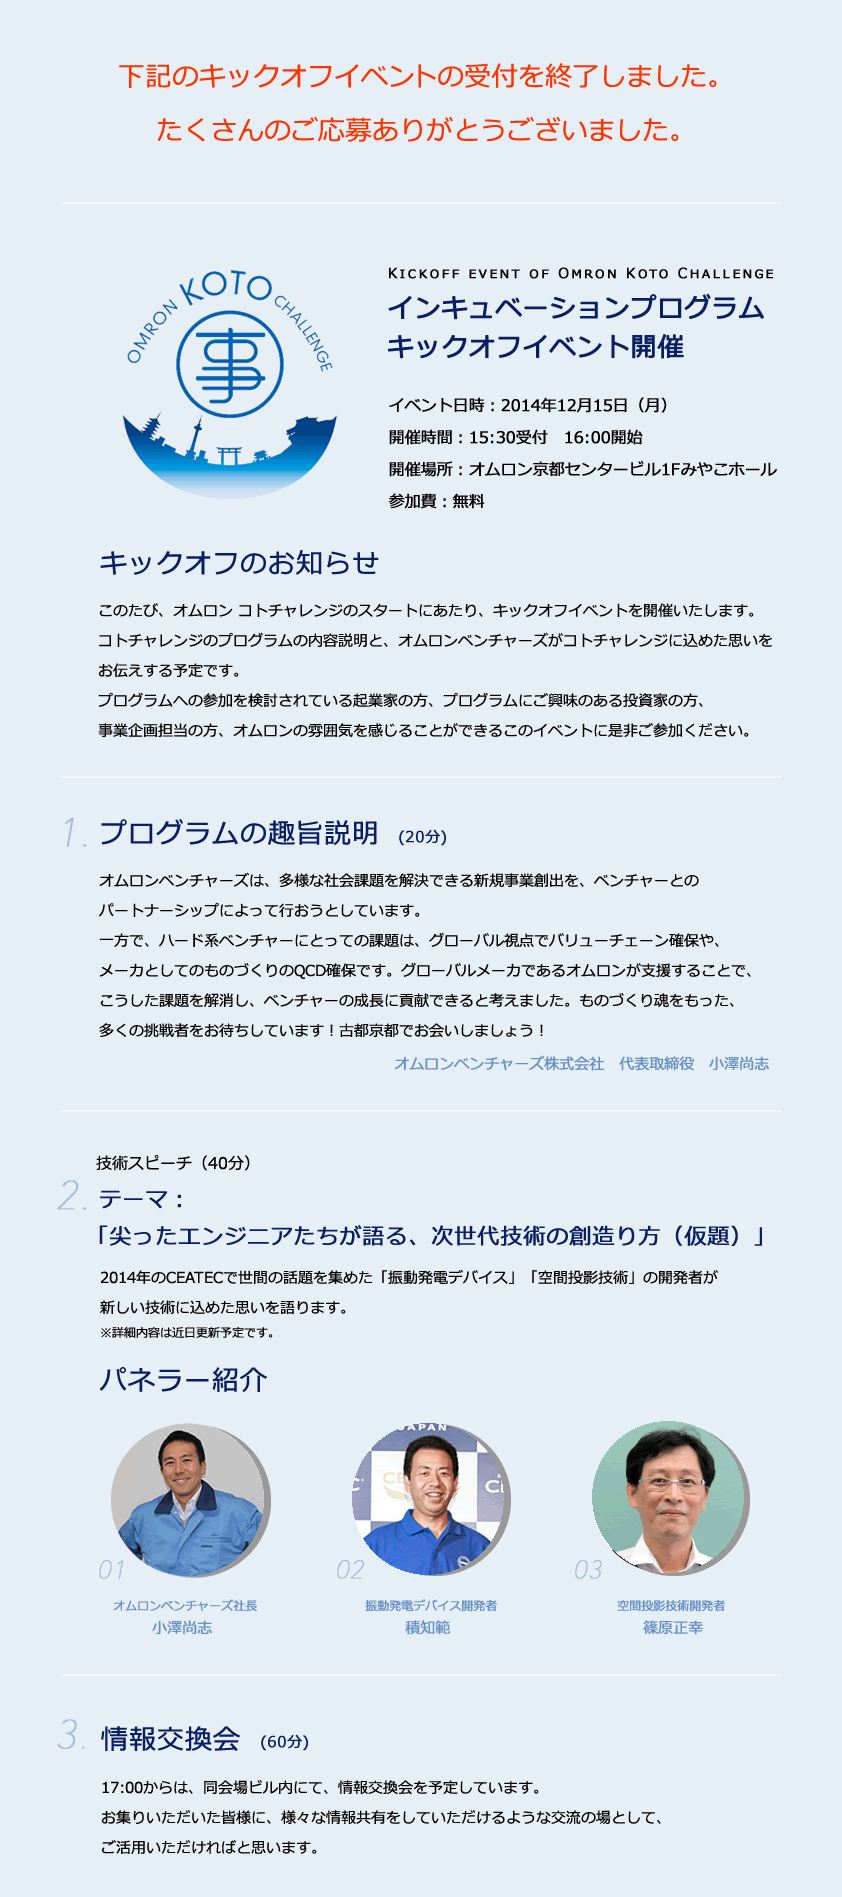 下記のキックオフイベントの受付を終了しました。
たくさんのご応募ありがとうございました。
OMRON KOTO CHALLENGE
事
KICKOFF EVENT OF OMRON KOTO CHALLENGE
インキュベーションプログラム
キックオフイベント開催
イベント日時：2014年12月15日（月）
開催時間：15:30受付　16:00開始
開催場所：オムロン京都センタービル1Fみやこホール
参加費：無料
キックオフのお知らせ
このたび、オムロン コトチャレンジのスタートにあたり、キックオフイベントを開催いたします。
コトチャレンジのプログラムの内容説明と、オムロンベンチャーズがコトチャレンジに込めた思いを
お伝えする予定です。
プログラムへの参加を検討されている起業家の方、プログラムにご興味のある投資家の方、
事業企画担当の方、オムロンの雰囲気を感じることができるこのイベントに是非ご参加ください。
1. プログラムの趣旨説明 (20分)
オムロンベンチャーズは、多様な社会課題を解決できる新規事業創出を、ベンチャーとの
パートナーシップによって行おうとしています。
一方で、ハード系ベンチャーにとっての課題は、グローバル視点でバリューチェーン確保や、
メーカとしてのものづくりのQCD確保です。グローバルメーカであるオムロンが支援することで、
こうした課題を解消し、ベンチャーの成長に貢献できると考えました。ものづくり魂をもった、
多くの挑戦者をお待ちしています！古都京都でお会いしましょう！
オムロンベンチャーズ株式会社　代表取締役　小澤尚志
技術スピーチ（40分）
2. テーマ：
「尖ったエンジニアたちが語る、次世代技術の創造り方（仮題）」
2014年のCEATECで世間の話題を集めた「振動発電デバイス」「空間投影技術」の開発者が
新しい技術に込めた思いを語ります。
※詳細内容は近日更新予定です。
パネラー紹介
JAPAN
01
02
03
オムロンベンチャーズ社長
小澤尚志
振動発電デバイス開発者
積知範
空間投影技術開発者
篠原正幸
3. 情報交換会 (60分)
17:00からは、同会場ビル内にて、情報交換会を予定しています。
お集りいただいた皆様に、様々な情報共有をしていただけるような交流の場として、
ご活用いただければと思います。